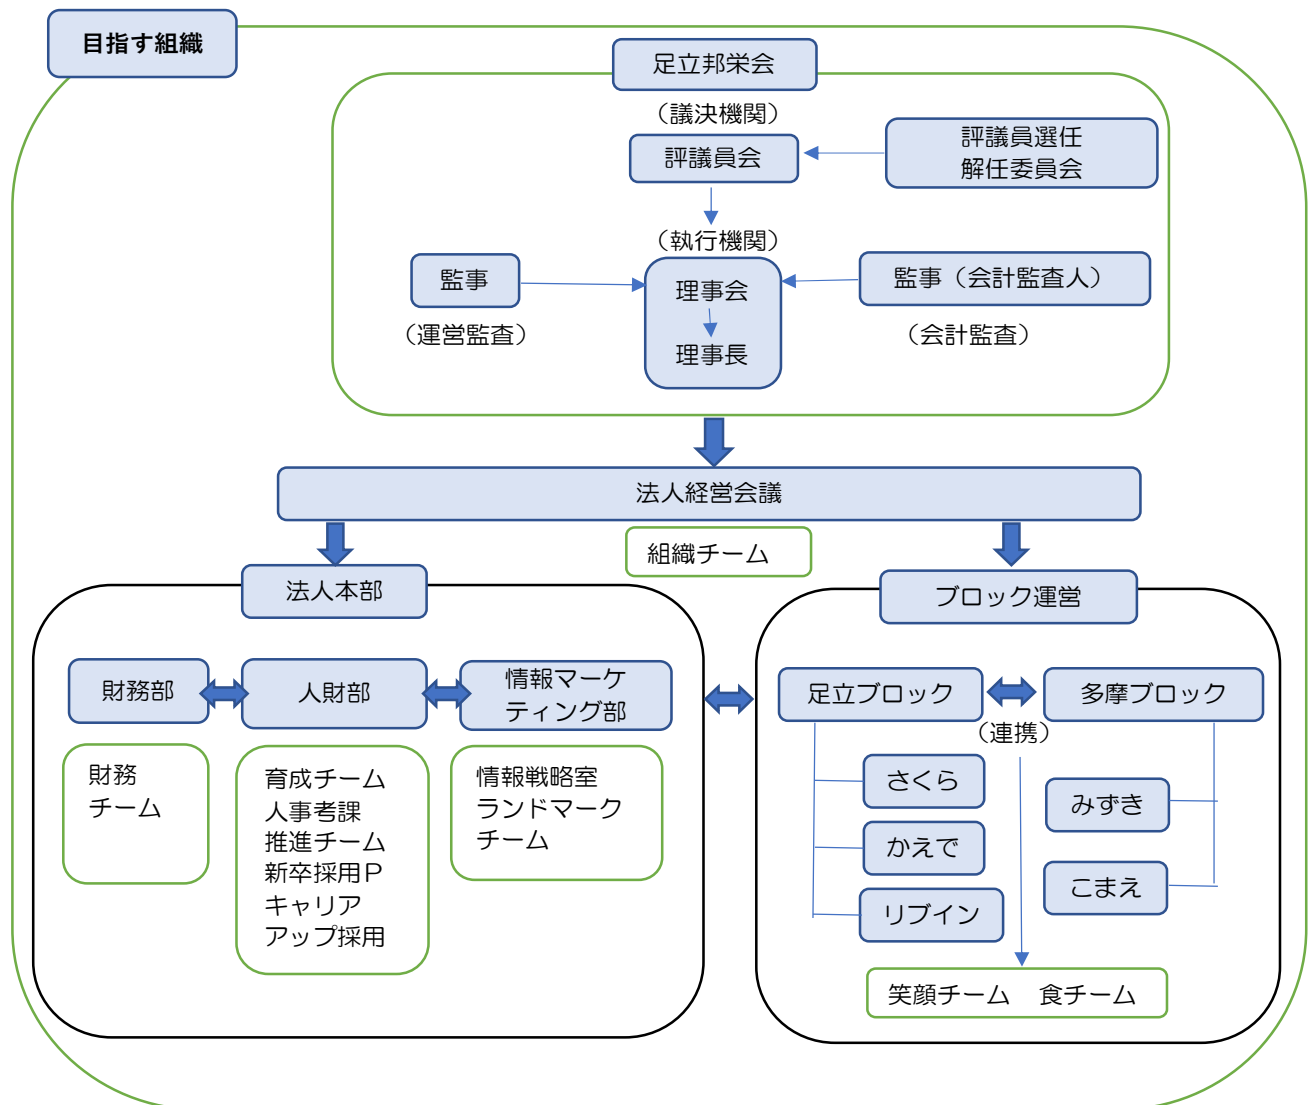 目指す組織
足立邦栄会
（議決機関）
評議員会
評議員選任
解任委員会
（執行機関）
監事
（運営監査）
理事会
理事長
監事（会計監査人）
（会計監査）
法人経営会議
組織チーム
法人本部
財務部
人財部
情報マーケ
ティング部
財務
チーム
育成チーム
人事考課
推進チーム
新卒採用Ｐ
キャリア
アップ採用
情報戦略室
ランドマーク
チーム
ブロック運営
足立ブロック
多摩ブロック
（連携）
さくら
かえで
リブイン
みずき
こまえ
笑顔チーム　食チーム